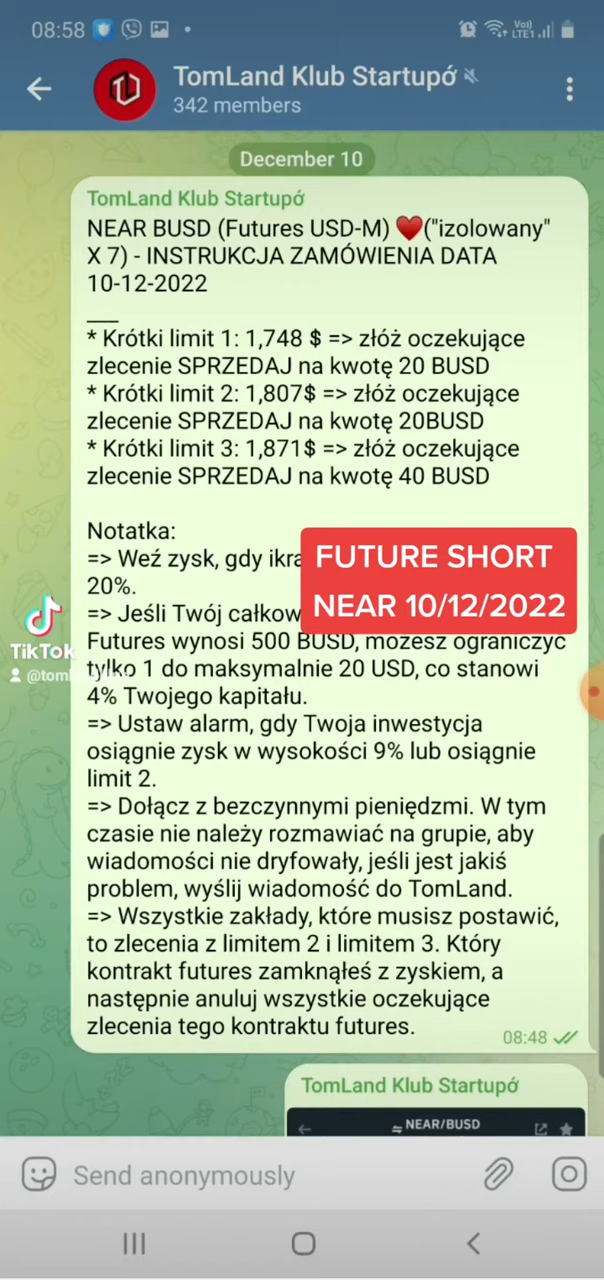 08:58
Vo)
LTE1
TomLand Klub Startupó
342 members
December 10
TomLand Klub Startupó
NEAR BUSD (Futures USD-M) ❤️("izolowany"
X 7) - INSTRUKCJA ZAMÓWIENIA DATA
10-12-2022
___
* Krótki limit 1: 1,748 $ => złóż oczekujące
zlecenie SPRZEDAJ na kwotę 20 BUSD
* Krótki limit 2: 1,807$ => złóż oczekujące
zlecenie SPRZEDAJ na kwotę 20BUSD
* Krótki limit 3: 1,871$ => złóż oczekujące
zlecenie SPRZEDAJ na kwotę 40 BUSD
Notatka:
=> Weź zysk, gdy
20%.
=> Jeśli Twój
Futures wynosi 500 BUSD, możesz ograniczyć
tylko 1 do maksymalnie 20 USD, co stanowi
4% Twojego kapitału.
=> Ustaw alarm, gdy Twoja inwestycja
osiągnie zysk w wysokości 9% lub osiągnie
limit 2.
=> Dołącz z bezczynnymi pieniędzmi. W tym
czasie nie należy rozmawiać na grupie, aby
wiadomości nie dryfowały, jeśli jest jakiś
problem, wyślij wiadomość do TomLand.
=> Wszystkie zakłady, które musisz postawić,
to zlecenia z limitem 2 i limitem 3. Który
kontrakt futures zamknąłeś z zyskiem, a
następnie anuluj wszystkie oczekujące
zlecenia tego kontraktu futures.
08:48
FUTURE SHORT
NEAR 10/12/2022
TikTok
TomLand Klub Startupó
NEAR/BUSD
Send anonymously